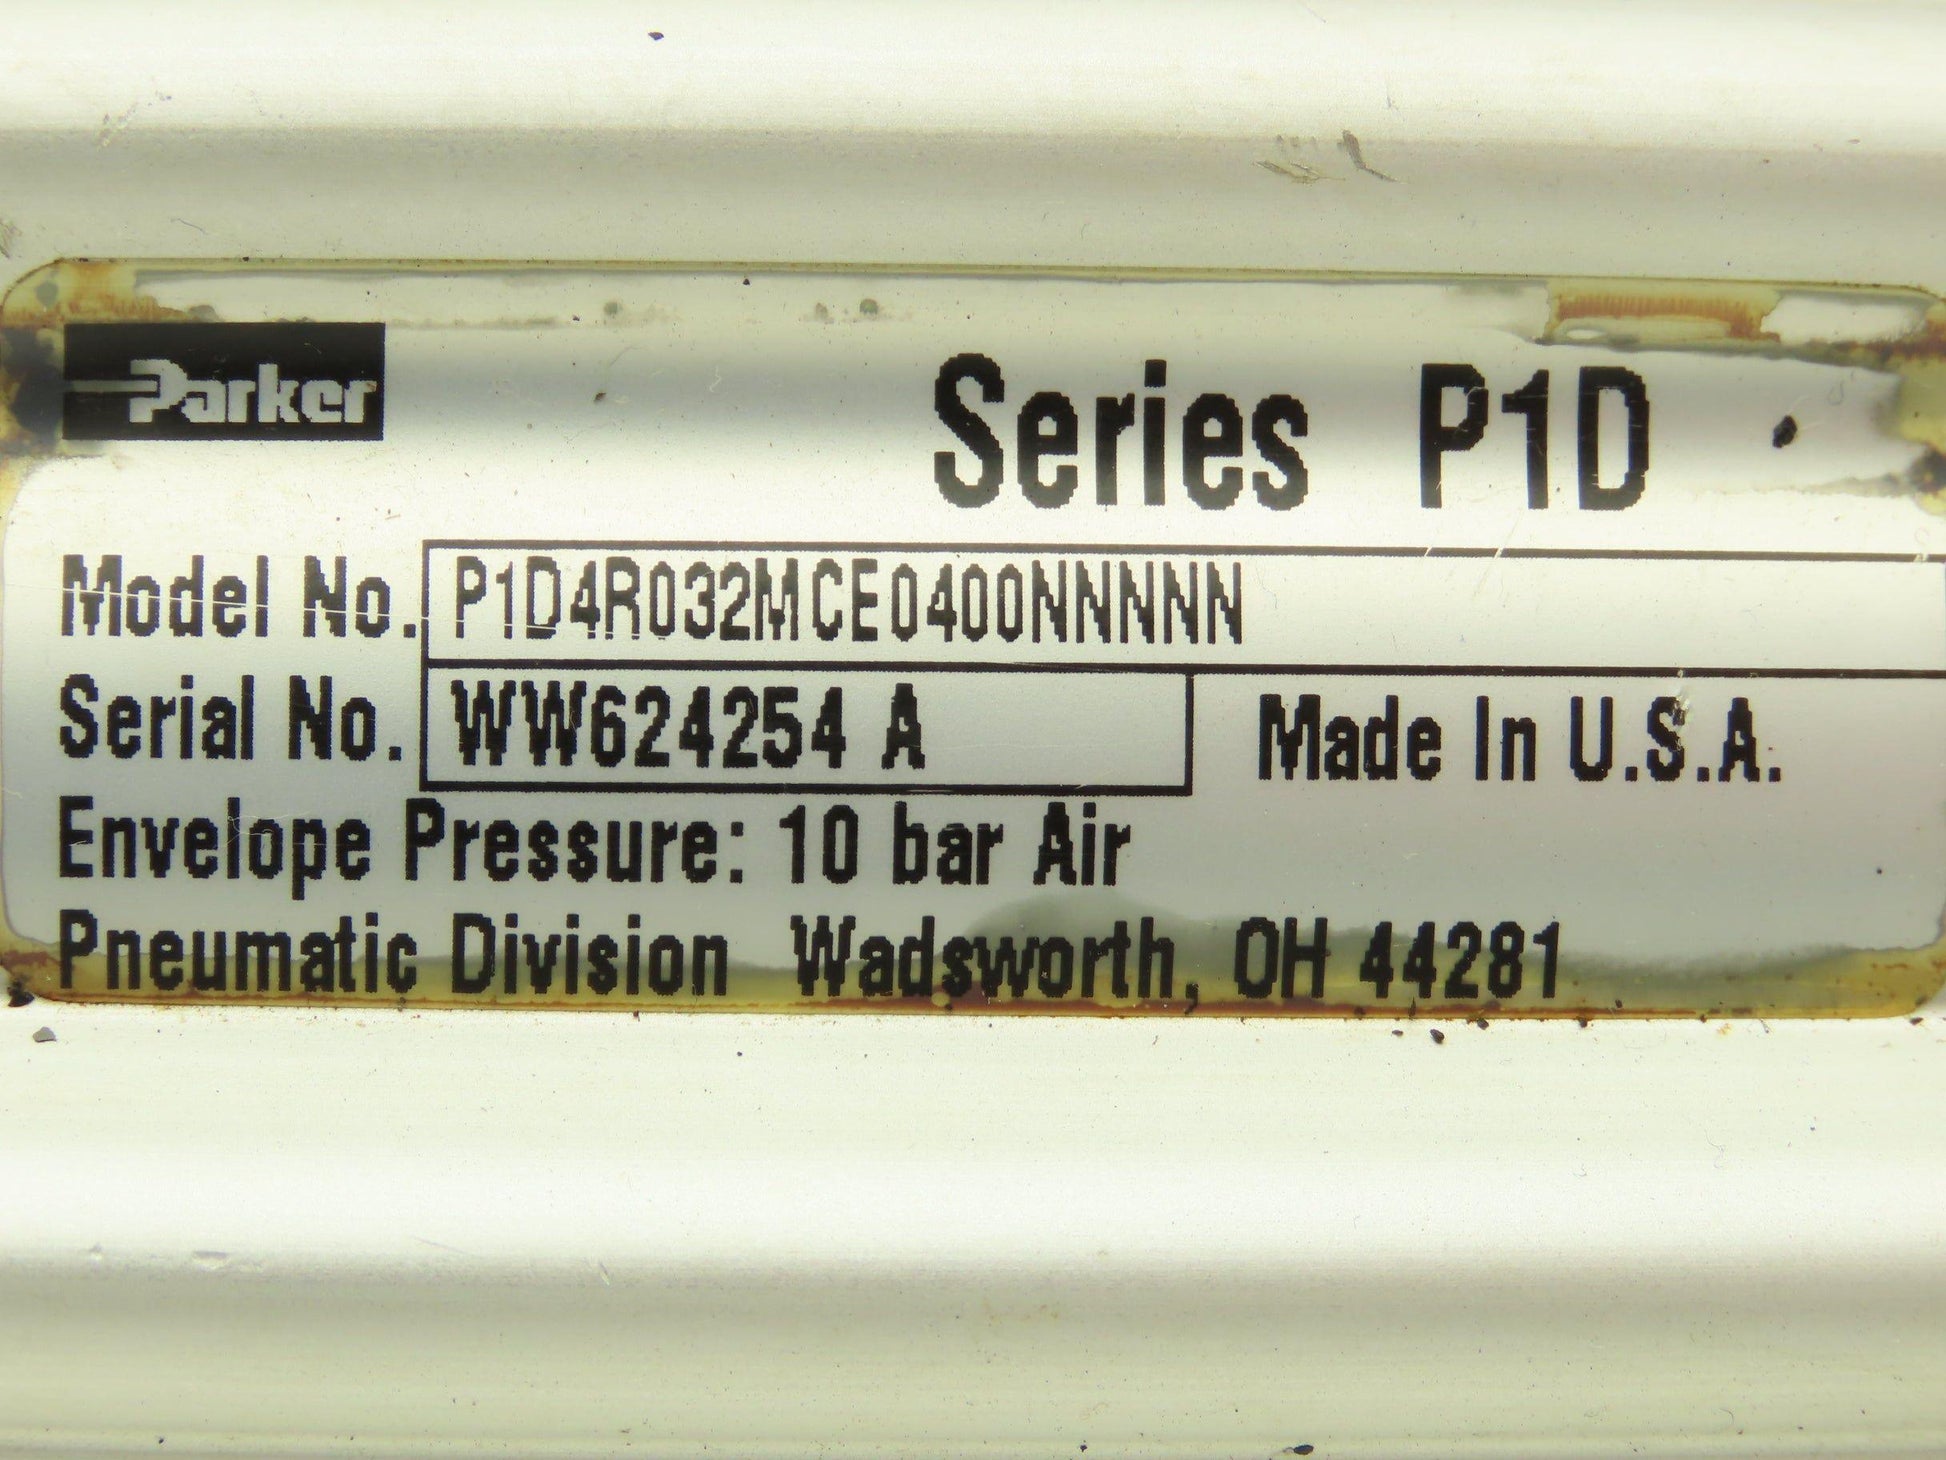 Parker
Series P1D
Model No. P1D4R032MCE0400NNNNN
Serial No. WW624254 A Made In U.S.A.
Envelope Pressure: 10 bar Air
Pneumatic Division Wadsworth, OH 44281